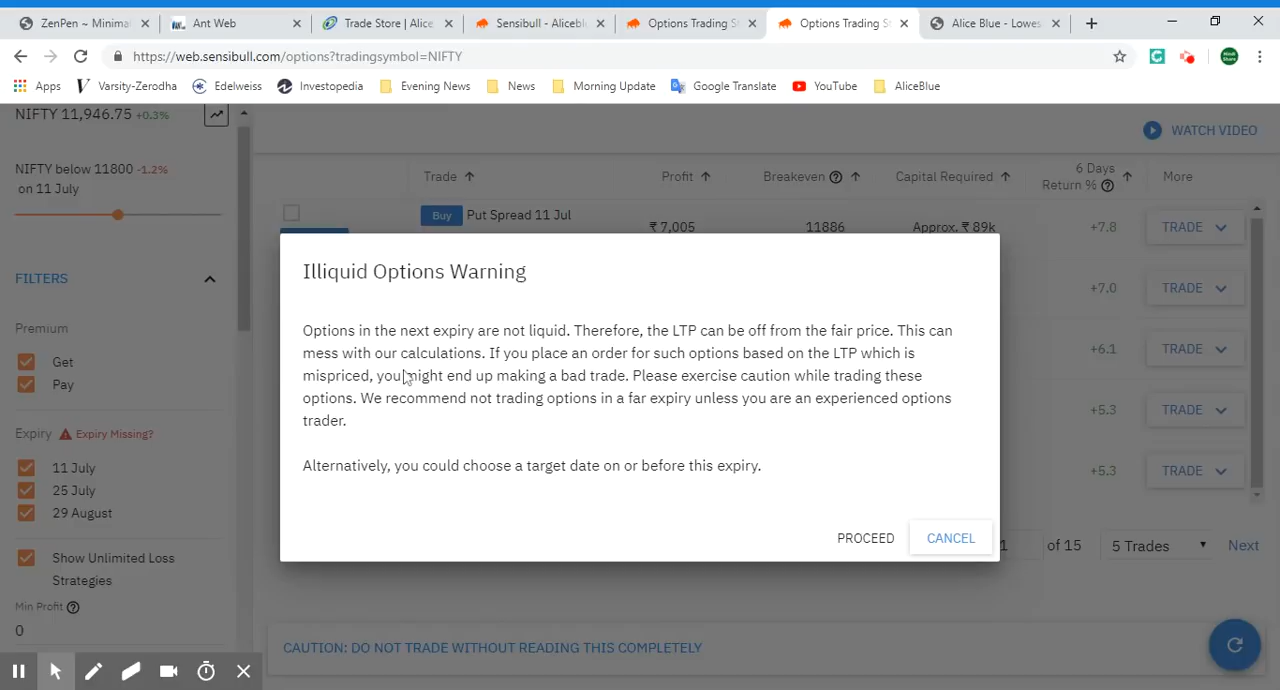 ZenPen ~ Minima
Ant Web
Trade Store | Alice
Sensibull - Aliceblu
Options Trading St
Options Trading St
Alice Blue - Lowes
https://web.sensibull.com/options?tradingsymbol=NIFTY
Apps
Varsity-Zerodha
Edelweiss
Investopedia
Evening News
News
Morning Update
Google Translate
YouTube
AliceBlue
NIFTY 11,946.75 +0.3%
WATCH VIDEO
NIFTY below 11800 -1.2%
on 11 July
Trade
Profit
Breakeven
Capital Required
6 Days
Return %
More
Buy Put Spread 11 Jul
₹ 7,005
11886
Approx. ₹ 89k
+7.8
TRADE
+7.0
TRADE
+6.1
TRADE
+5.3
TRADE
+5.3
TRADE
FILTERS
Premium
Get
Pay
Expiry Expiry Missing?
11 July
25 July
29 August
Show Unlimited Loss
Strategies
Min Profit
0
Illiquid Options Warning
Options in the next expiry are not liquid. Therefore, the LTP can be off from the fair price. This can
mess with our calculations. If you place an order for such options based on the LTP which is
mispriced, you might end up making a bad trade. Please exercise caution while trading these
options. We recommend not trading options in a far expiry unless you are an experienced options
trader.
Alternatively, you could choose a target date on or before this expiry.
PROCEED
CANCEL
1 of 15
5 Trades
Next
CAUTION: DO NOT TRADE WITHOUT READING THIS COMPLETELY